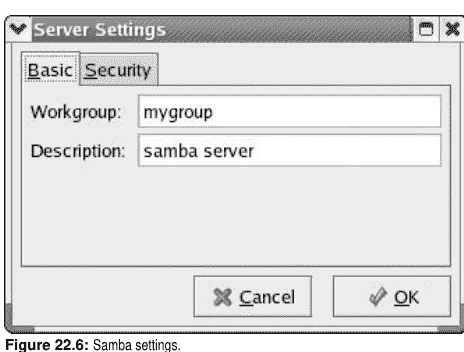 Server Settings
Basic Security
Workgroup: mygroup
Description: samba server
Cancel OK
Figure 22.6: Samba settings.